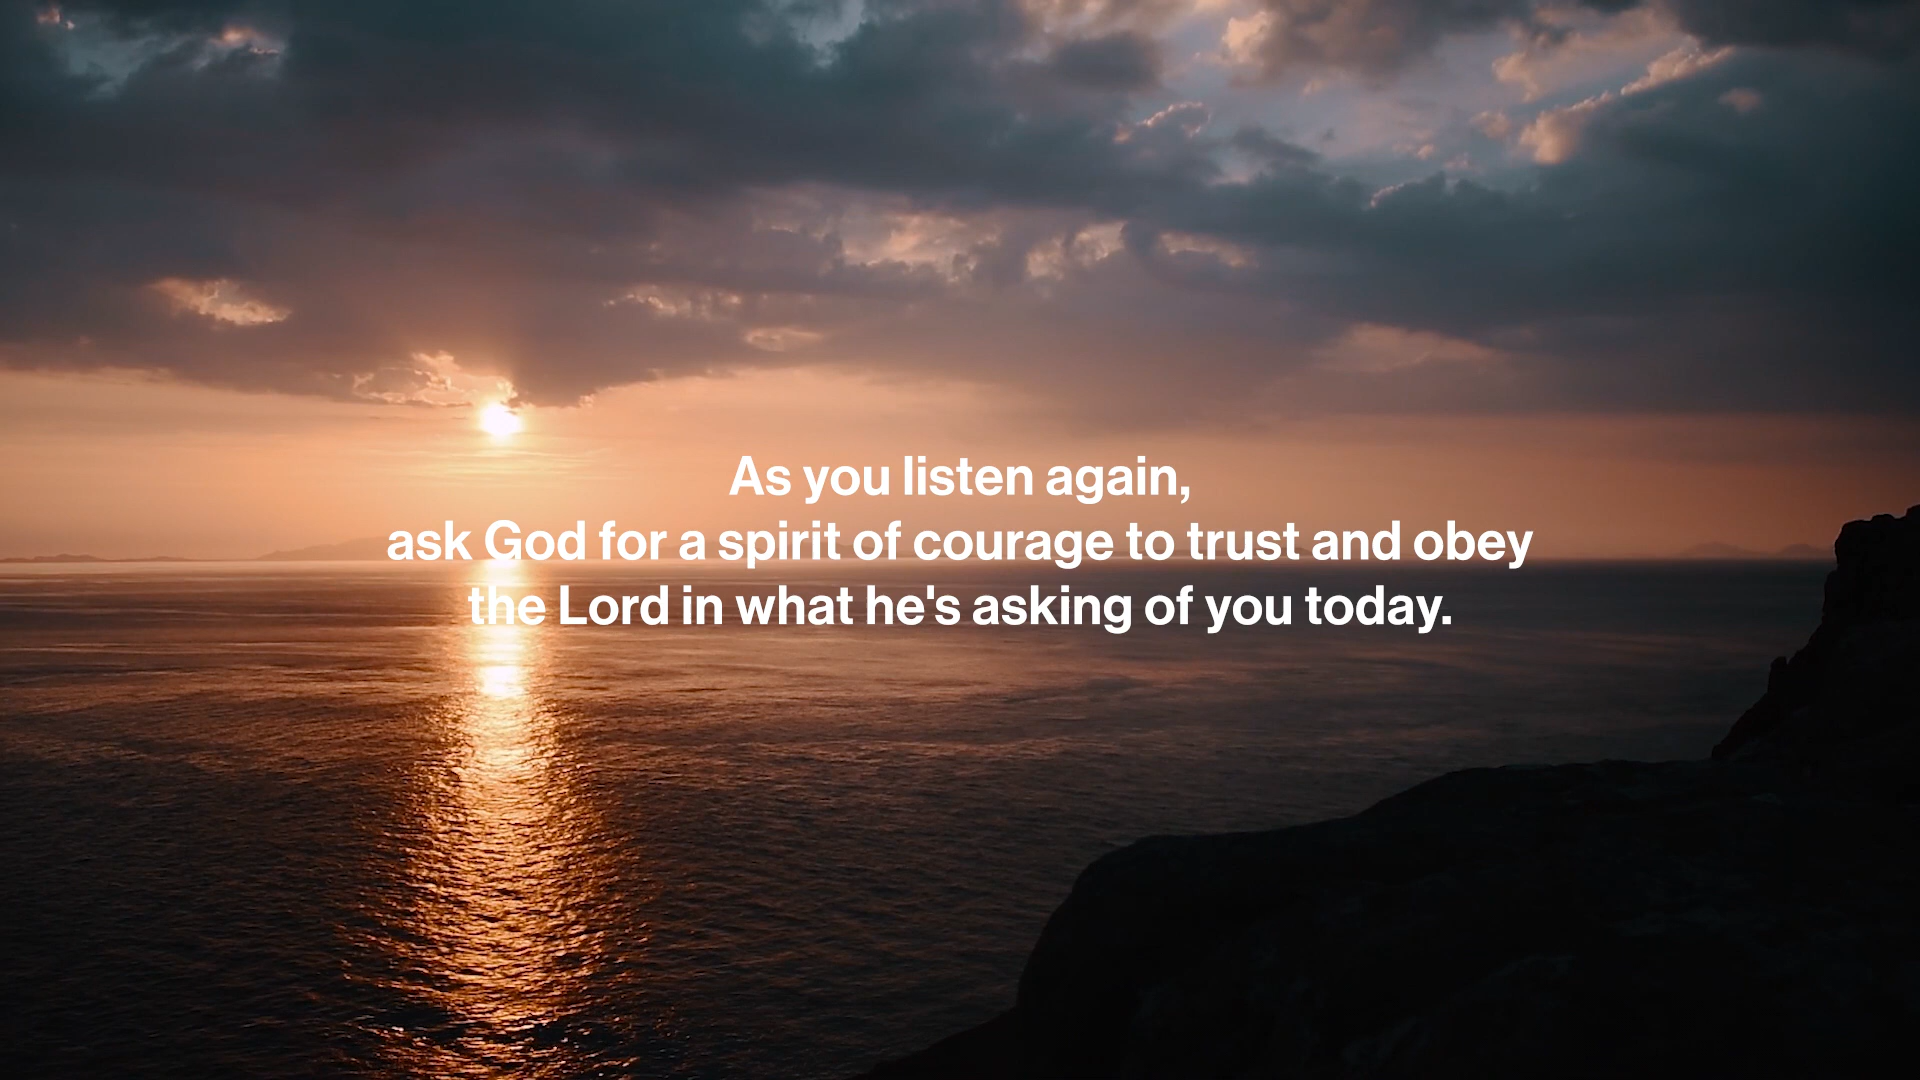 As you listen again,
ask God for a spirit of courage to trust and obey
the Lord in what he's asking of you today.